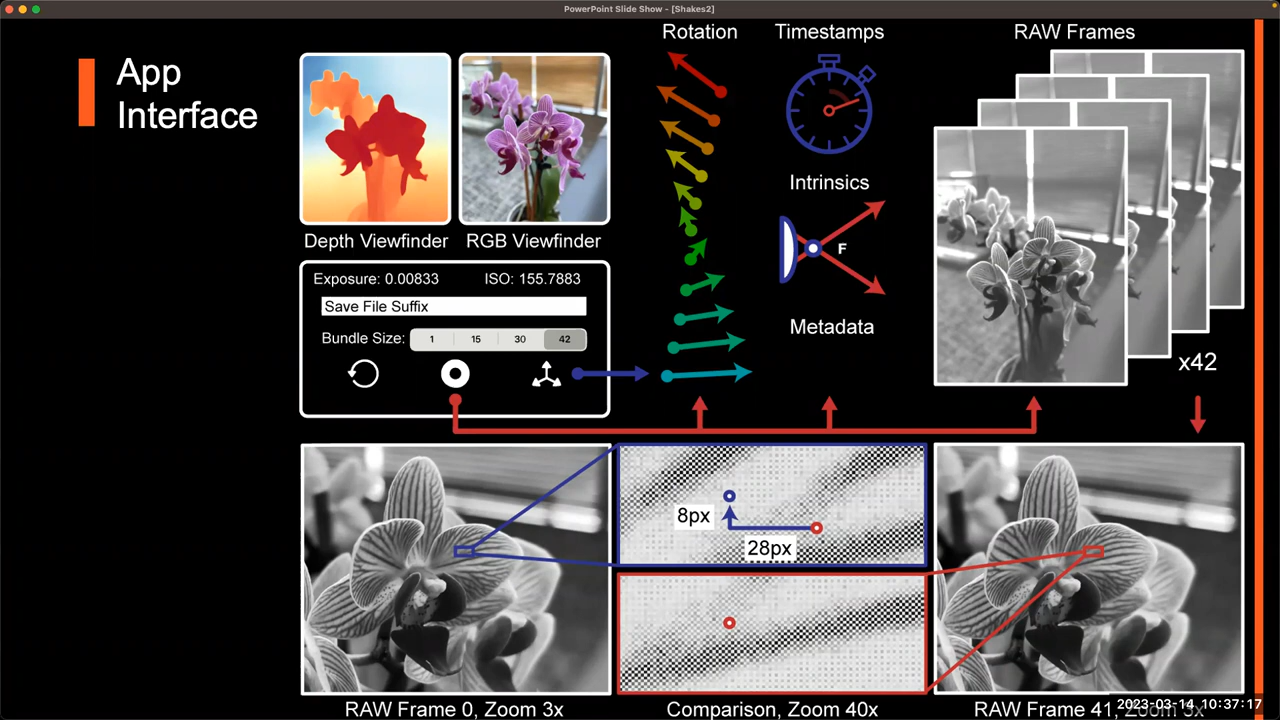 PowerPoint Slide Show - [Shakes2]
App
Interface
Rotation
Timestamps
RAW Frames
Depth Viewfinder
RGB Viewfinder
Intrinsics
F
Metadata
Exposure: 0.00833
ISO: 155.7883
Save File Suffix
Bundle Size:
1
15
30
42
x42
8px
28px
RAW Frame 0, Zoom 3x
Comparison, Zoom 40x
RAW Frame 41, Zoom 3x
2023-03-14 10:37:17